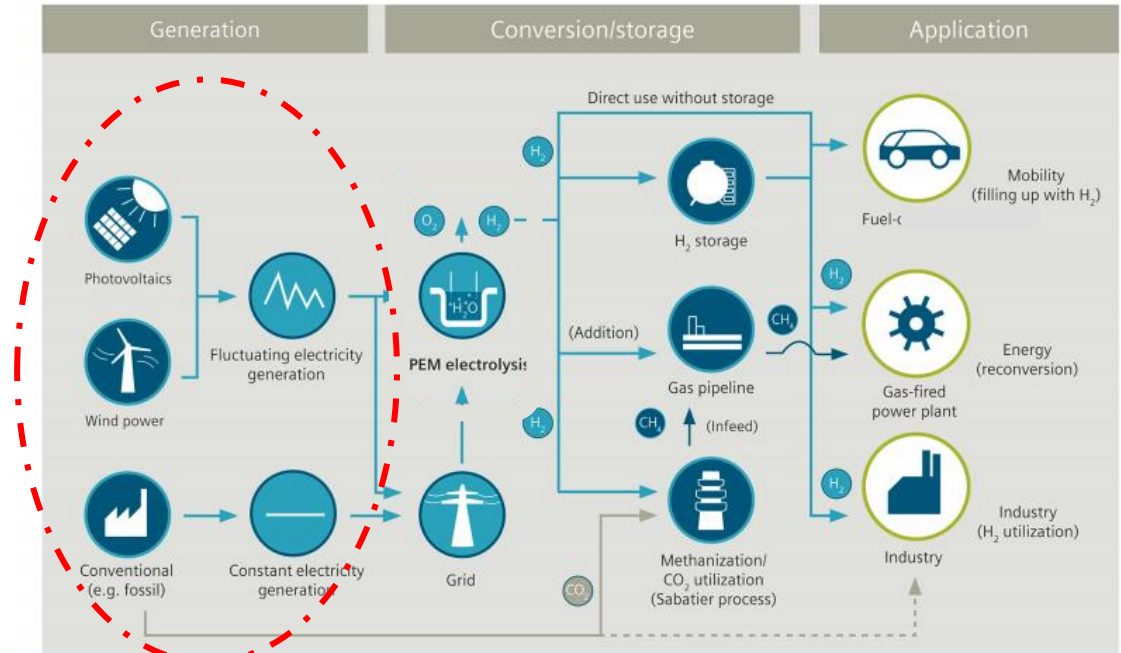 Generation
Conversion/storage
Application
Direct use without storage
H₂
Mobility
(filling up with H₂)
O₂
H₂
Fuel-c
H₂ storage
Photovoltaics
H₂
H₂O
(Addition)
CH₄
Fluctuating electricity
generation
PEM electrolysis
Gas pipeline
Energy
(reconversion)
Gas-fired
power plant
Wind power
H₂
CH₄
(Infeed)
H₂
Industry
(H₂ utilization)
Conventional
(e.g. fossil)
Constant electricity
generation
Grid
Methanization/
CO₂ utilization
(Sabatier process)
Industry
CO₂